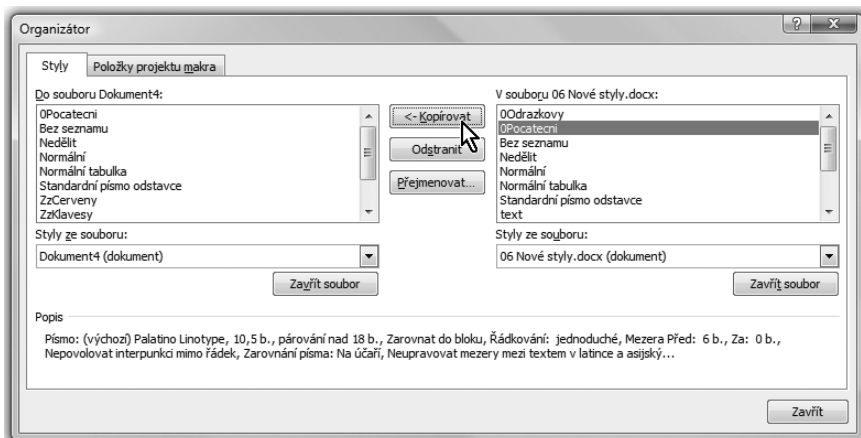 Organizátor
Styly
Položky projektu makra
Do souboru Dokument4:
0Pocatecni
Bez seznamu
Nedělit
Normální
Normální tabulka
Standardní písmo odstavce
ZzCerveny
ZzKlavesy
Styly ze souboru:
Dokument4 (dokument)
Zavřít soubor
<- Kopírovat
Odstranit
Přejmenovat...
V souboru 06 Nové styly.docx:
0Odrazkovy
0Pocatecni
Bez seznamu
Nedělit
Normální
Normální tabulka
Standardní písmo odstavce
text
Styly ze souboru:
06 Nové styly.docx (dokument)
Zavřít soubor
Popis
Písmo: (výchozí) Palatino Linotype, 10,5 b., párování nad 18 b., Zarovnat do bloku, Řádkování: jednoduché, Mezera Před: 6 b., Za: 0 b.,
Nepovolovat interpunkci mimo řádek, Zarovnání písma: Na účaří, Neupravovat mezery mezi textem v latince a asijský...
Zavřít